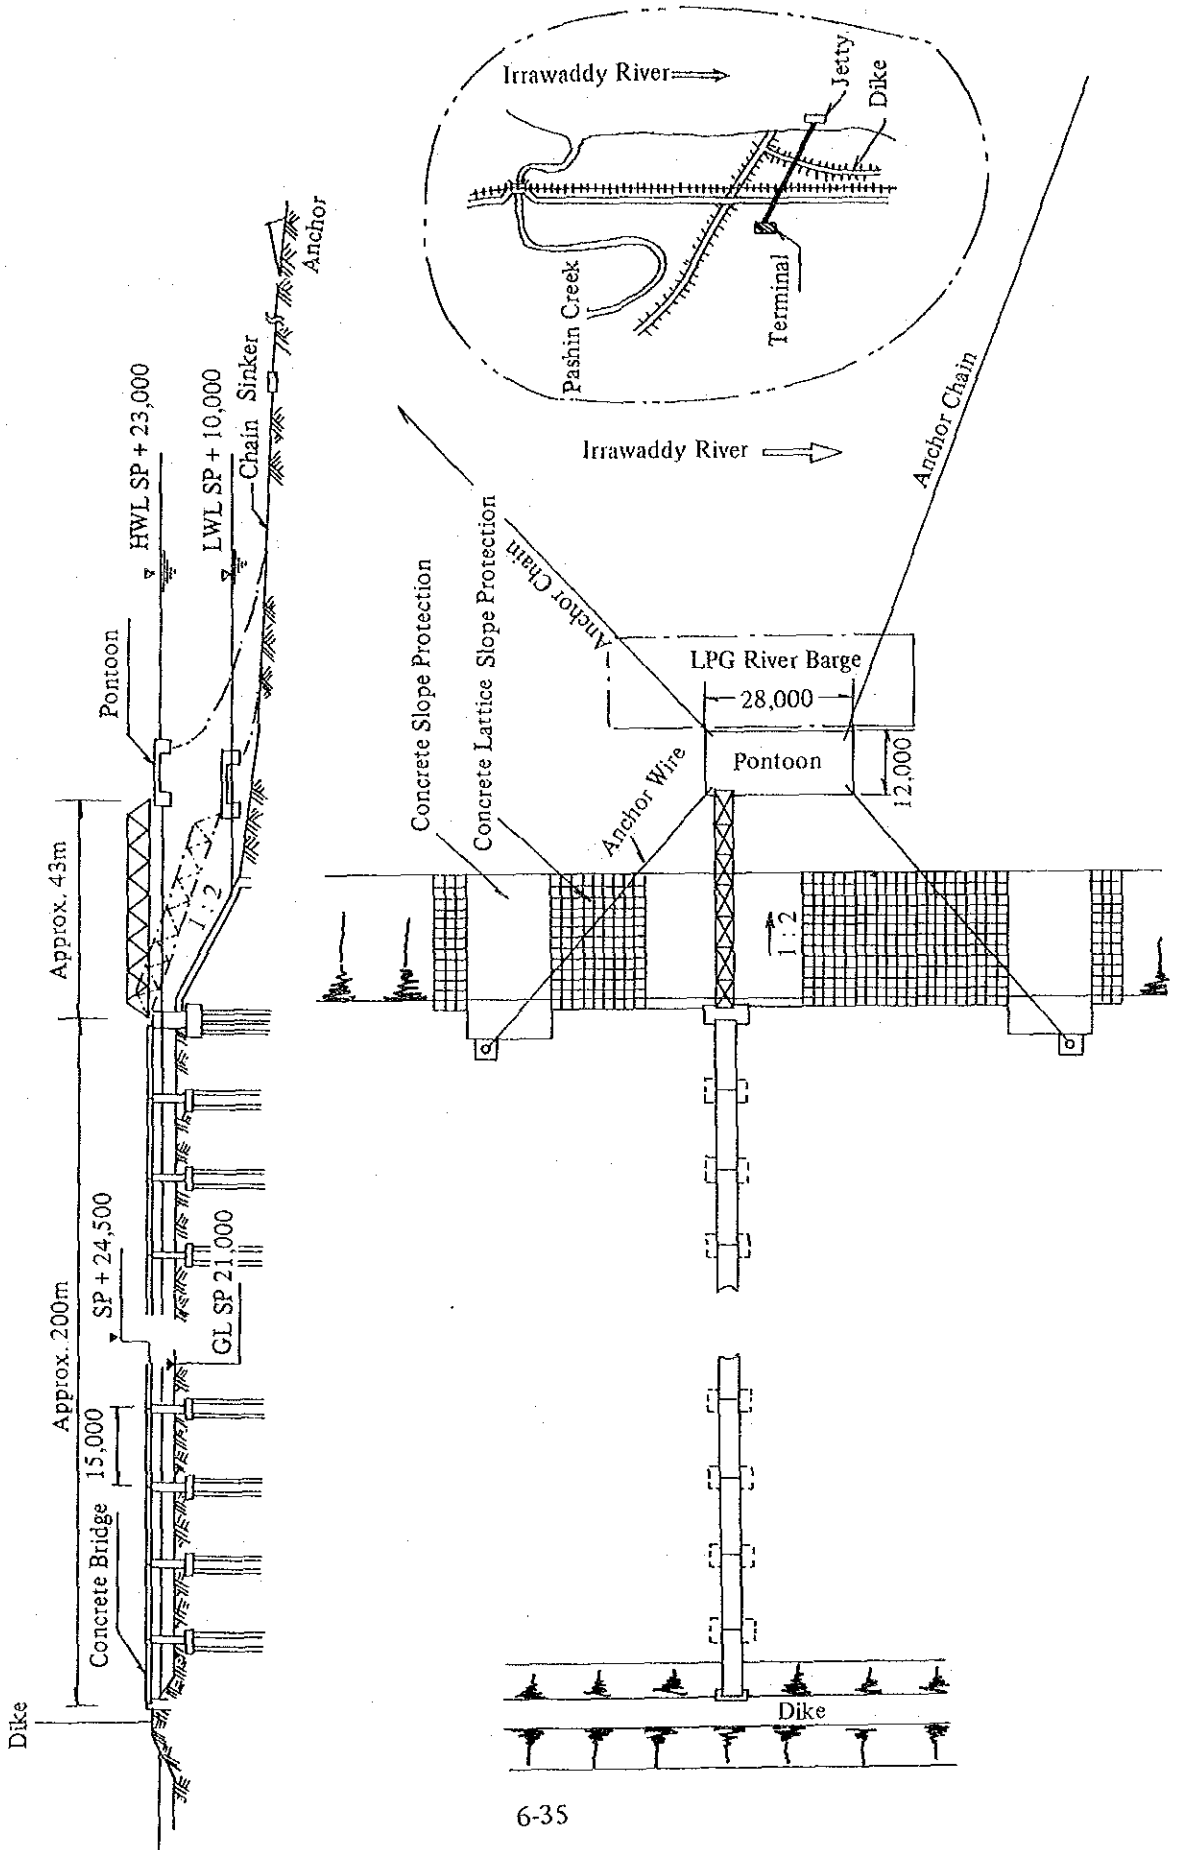 Irrawaddy River
Jetty
Dike
Pashin Creek
Terminal
Anchor
Chain Sinker
HWL SP + 23,000
LWL SP + 10,000
Pontoon
Approx. 43m
1 : 2
Irrawaddy River
Anchor Chain
Anchor Chain
Concrete Slope Protection
Concrete Lattice Slope Protection
LPG River Barge
28,000
Pontoon
12,000
Anchor Wire
1 : 2
SP + 24,500
GL SP 21,000
Approx. 200m
15,000
Concrete Bridge
Dike
Dike
6-35